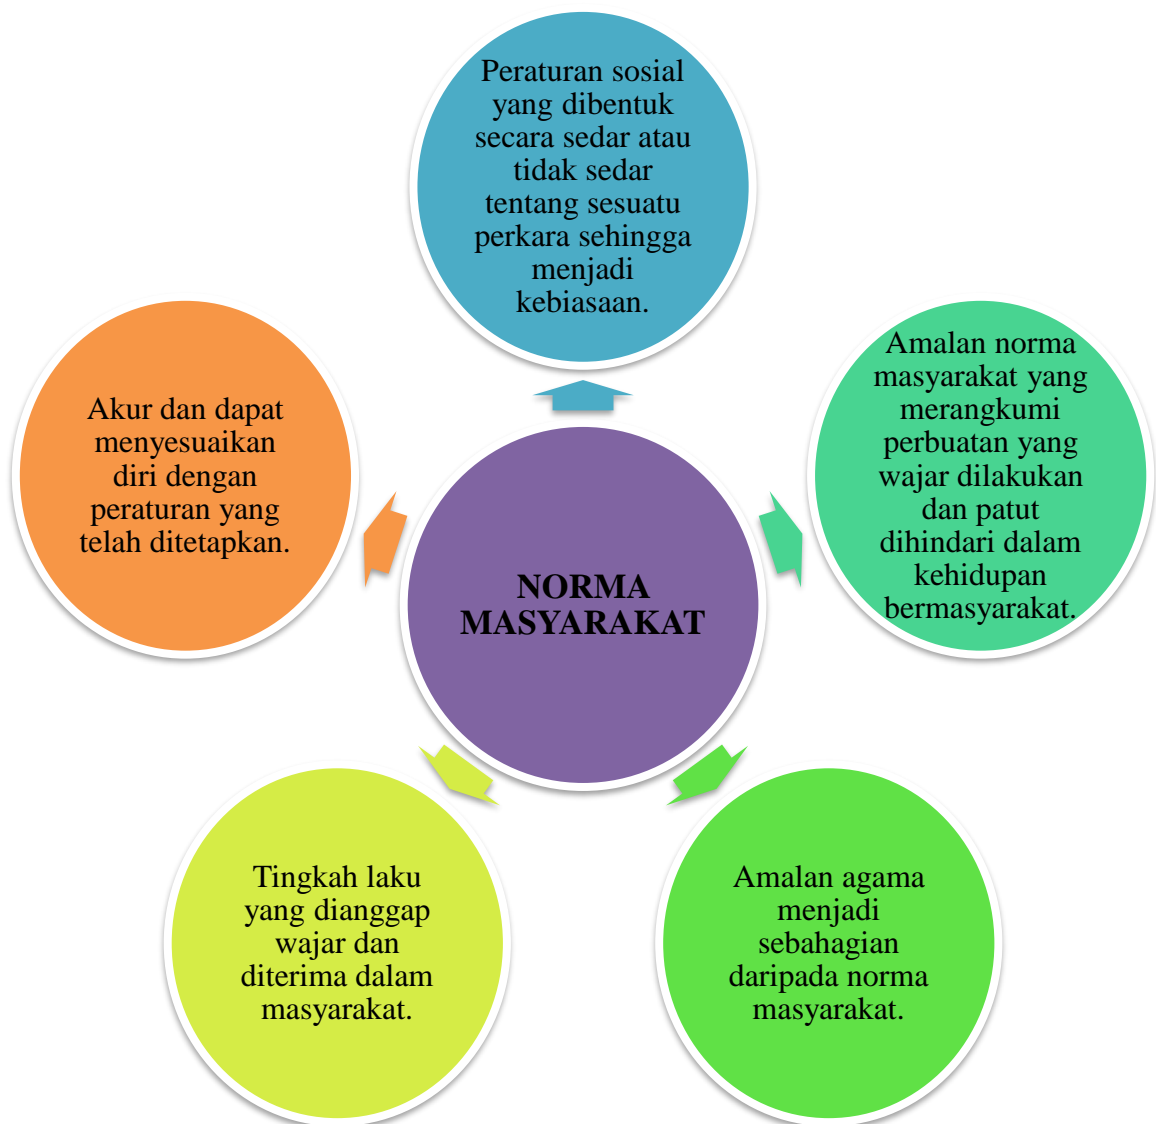 Peraturan sosial
yang dibentuk
secara sedar atau
tidak sedar
tentang sesuatu
perkara sehingga
menjadi
kebiasaan.
Amalan norma
masyarakat yang
merangkumi
perbuatan yang
wajar dilakukan
dan patut
dihindari dalam
kehidupan
bermasyarakat.
Akur dan dapat
menyesuaikan
diri dengan
peraturan yang
telah ditetapkan.
NORMA
MASYARAKAT
Tingkah laku
yang dianggap
wajar dan
diterima dalam
masyarakat.
Amalan agama
menjadi
sebahagian
daripada norma
masyarakat.